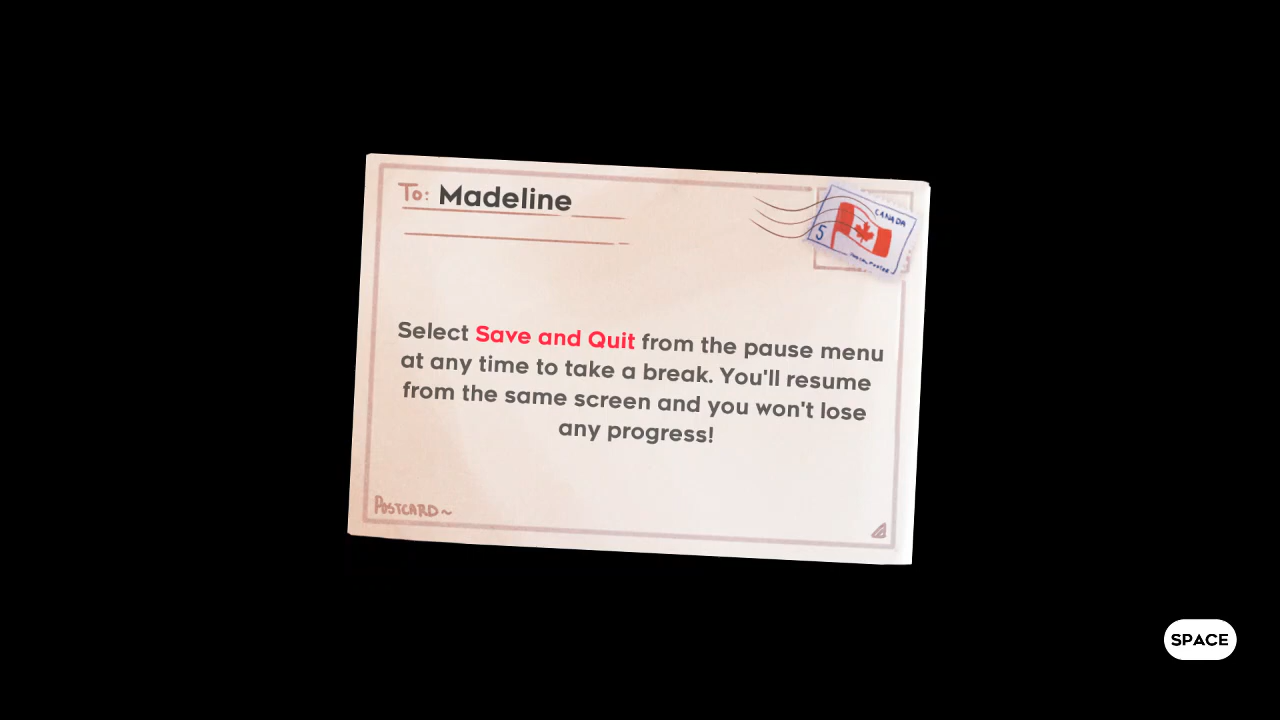 To: Madeline
CANADA
5
Select Save and Quit from the pause menu
at any time to take a break. You'll resume
from the same screen and you won't lose
any progress!
POSTCARD~
SPACE